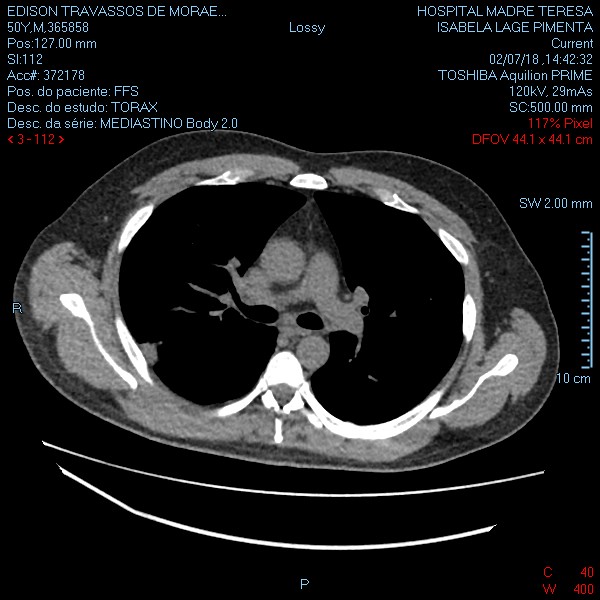 EDISON TRAVASSOS DE MORAE...
50Y,M,365858
Pos:127.00 mm
SI:112
Acc#: 372178
Pos. do paciente: FFS
Desc. do estudo: TORAX
Desc. da série: MEDIASTINO Body 2.0
< 3 - 112 >
Lossy
HOSPITAL MADRE TERESA
ISABELA LAGE PIMENTA
Current
02/07/18 ,14:42:32
TOSHIBA Aquilion PRIME
120kV, 29mAs
SC:500.00 mm
117% Pixel
DFOV 44.1 x 44.1 cm
SW 2.00 mm
R
10 cm
P
C 40
W 400